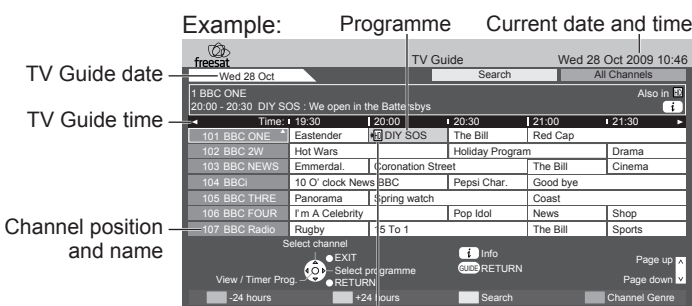 Example:
Programme
Current date and time
freesat
TV Guide
Wed 28 Oct 2009 10:46
TV Guide date
Wed 28 Oct
Search
All Channels
1 BBC ONE
Also in
20:00 - 20:30 DIY SOS : We open in the Battersbys
i
TV Guide time
Time: 19:30 20:00 20:30 21:00 21:30
101 BBC ONE Eastender DIY SOS The Bill Red Cap
102 BBC 2W Hot Wars Holiday Program Drama
103 BBC NEWS Emmerdal. Coronation Street The Bill Cinema
104 BBCi 10 O' clock News BBC Pepsi Char. Good bye
105 BBC THRE Panorama Spring watch Coast
106 BBC FOUR I'm A Celebrity Pop Idol News Shop
107 BBC Radio Rugby 15 To 1 The Bill Sports
Channel position
and name
Select channel
EXIT
i Info
Select programme
GUIDE RETURN
Page up
View / Timer Prog.
RETURN
Page down
-24 hours
+24 hours
Search
Channel Genre